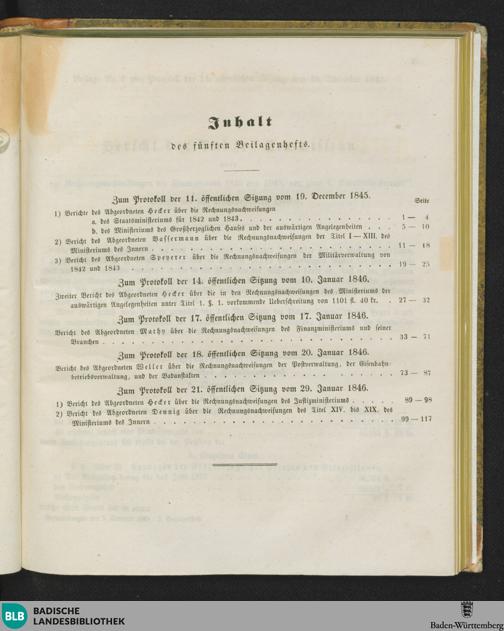 Inhalt
des fünften Beilagenhefts.
Zum Protokoll der 11. öffentlichen Sitzung vom 19. December 1845.
Seite
1) Berichte des Abgeordneten Hecker über die Rechnungsnachweisungen
a. des Staatsministeriums für 1842 und 1843. 1 — 4
b. des Ministeriums des Großherzoglichen Hauses und der auswärtigen Angelegenheiten 5 — 10
2) Bericht des Abgeordneten Bassermann über die Rechnungsnachweisungen der Titel I—XIII. des
Ministeriums des Innern 11 — 18
3) Bericht des Abgeordneten Speyerer über die Rechnungsnachweisungen der Militärverwaltung von
1842 und 1843 19 — 25
Zum Protokoll der 14. öffentlichen Sitzung vom 10. Januar 1846.
Zweiter Bericht des Abgeordneten Hecker über die in den Rechnungsnachweisungen des Ministeriums der
auswärtigen Angelegenheiten unter Titel 1. §. 1. vorkommende Ueberschreitung von 1101 fl. 40 kr. 27 — 32
Zum Protokoll der 17. öffentlichen Sitzung vom 17. Januar 1846.
Bericht des Abgeordneten Mathy über die Rechnungsnachweisungen des Finanzministeriums und seiner
Branchen 33 — 71
Zum Protokoll der 18. öffentlichen Sitzung vom 20. Januar 1846.
Bericht des Abgeordneten Welker über die Rechnungsnachweisungen der Postverwaltung, der Eisenbahn-
betriebsverwaltung, und der Badanstalten 73 — 87
Zum Protokoll der 21. öffentlichen Sitzung vom 29. Januar 1846.
1) Bericht des Abgeordneten Hecker über die Rechnungsnachweisungen des Justizministeriums 89 — 98
2) Bericht des Abgeordneten Dennig über die Rechnungsnachweisungen des Titel XIV. bis XIX. des
Ministeriums des Innern 99 — 117
BLB BADISCHE
LANDESBIBLIOTHEK
Baden-Württemberg